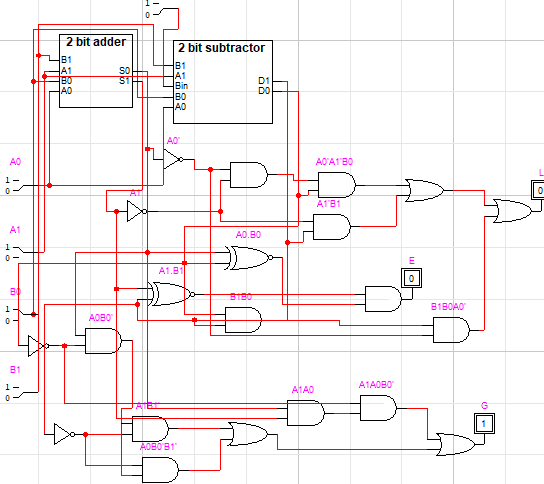 1
0
2 bit adder
2 bit subtractor
B1
A1
B0
A0
S0
S1
B1
A1
Bin
B0
A0
D1
D0
A0'
A0
1
0
A0'A1'B0
L
0
A1
A1'B1
A1
1
0
A0.B0
E
0
A1.B1
B0
1
0
B1B0
B1B0A0'
A0B0'
B1
1
0
A1A0
A1A0B0'
G
1
A1B1'
A0B0'B1'